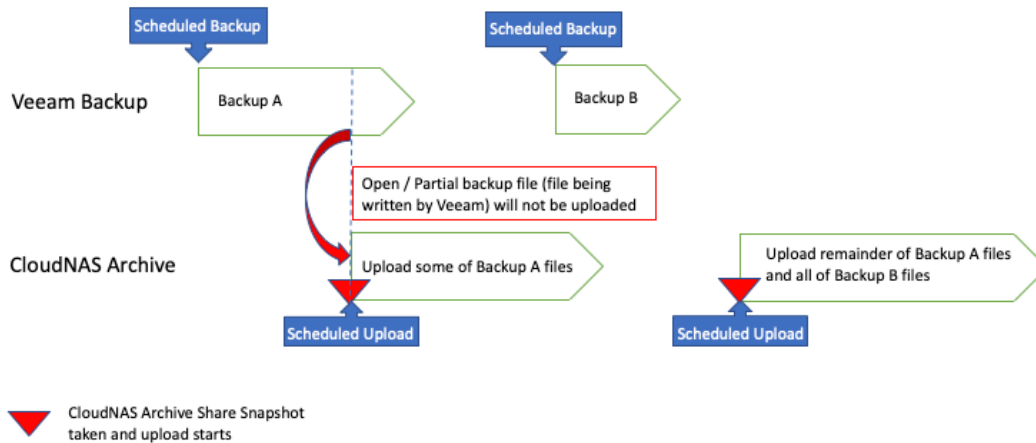 Scheduled Backup
Scheduled Backup
Veeam Backup
Backup A
Backup B
Open / Partial backup file (file being
written by Veeam) will not be uploaded
CloudNAS Archive
Upload some of Backup A files
Upload remainder of Backup A files
and all of Backup B files
Scheduled Upload
Scheduled Upload
CloudNAS Archive Share Snapshot
taken and upload starts